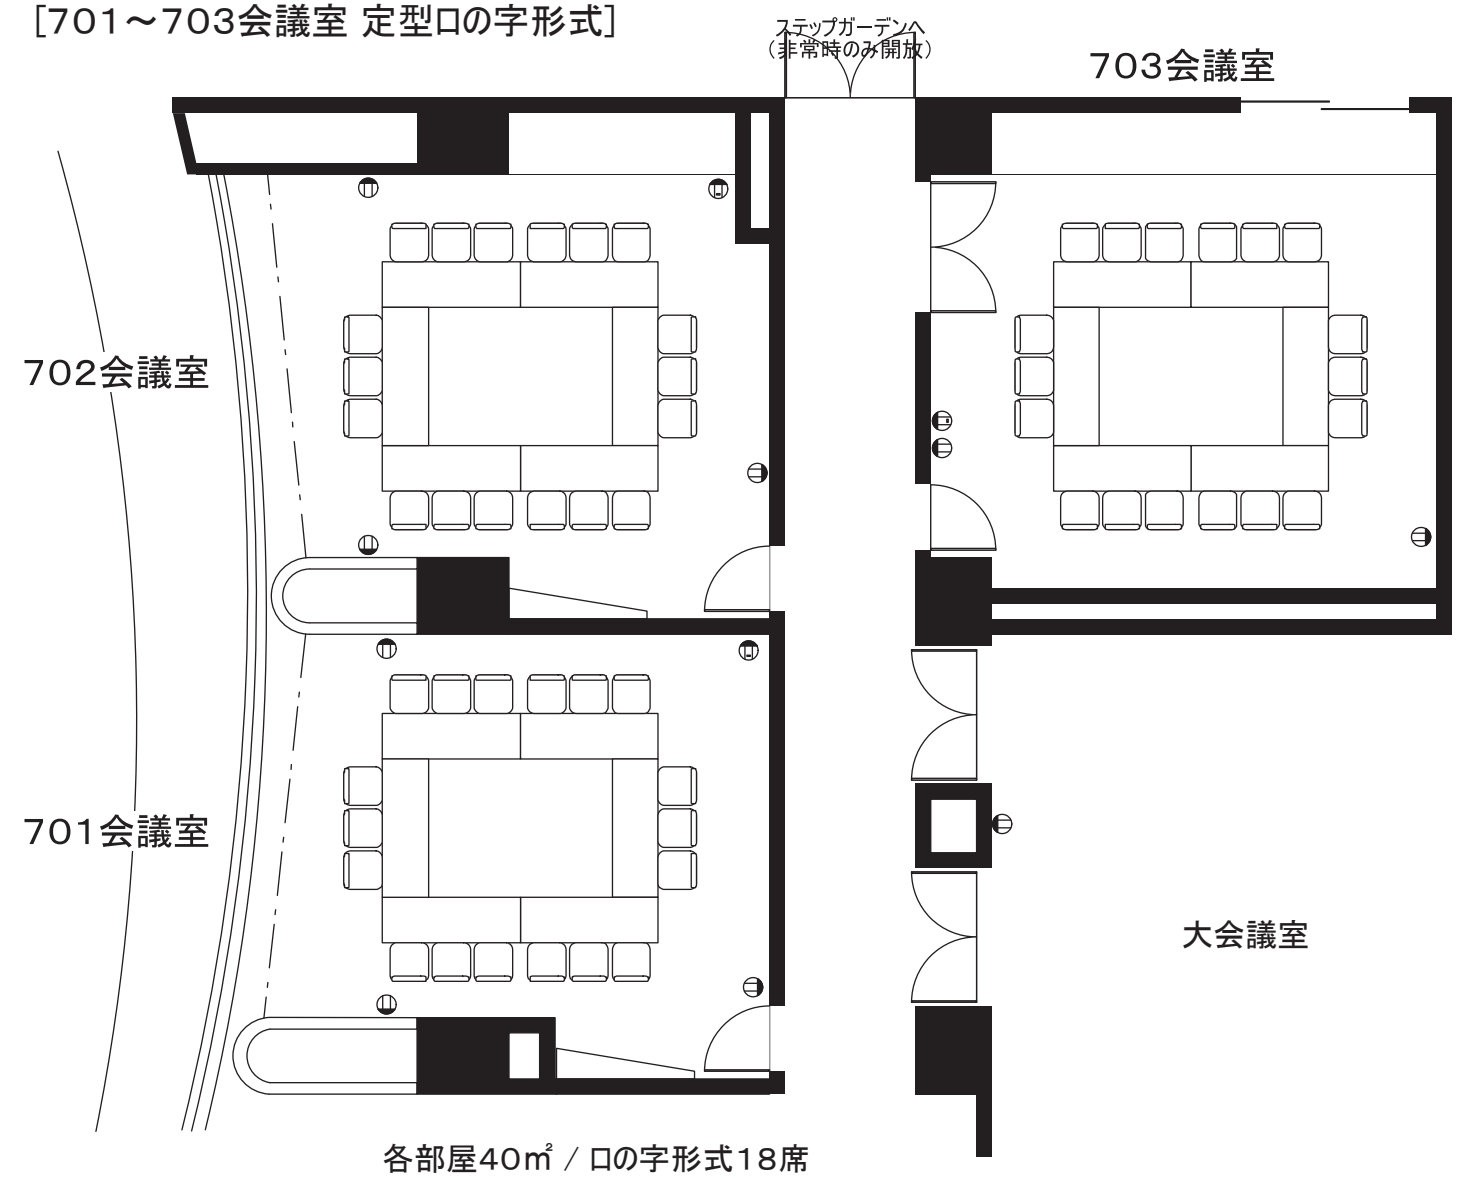 ［701～703会議室 定型ロの字形式］
ステップガーデンへ
（非常時のみ開放）
703会議室
702会議室
701会議室
大会議室
各部屋40㎡ / ロの字形式18席